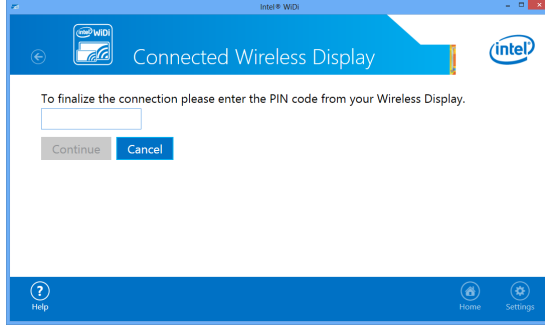 Intel® WiDi
intel WiDi
Connected Wireless Display
intel
To finalize the connection please enter the PIN code from your Wireless Display.
Continue Cancel
?
Help Home Settings